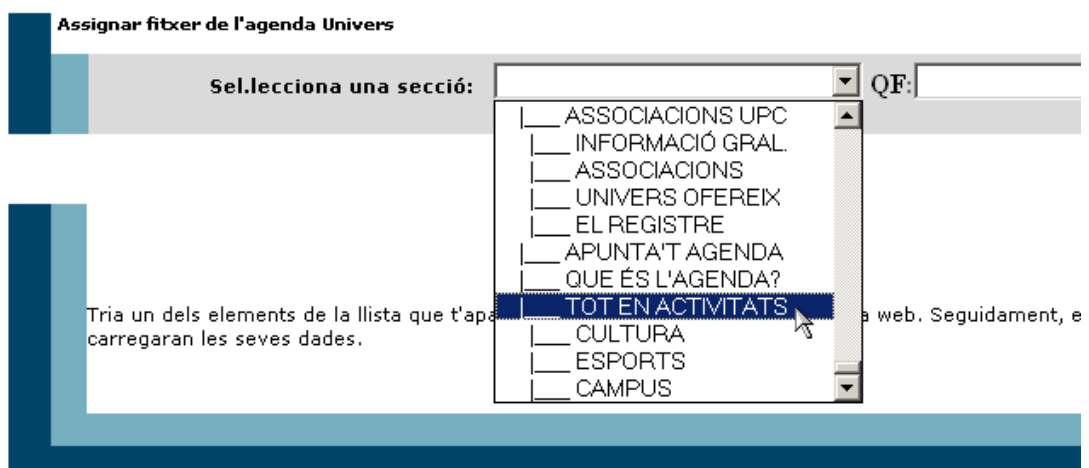 Assignar fitxer de l'agenda Univers
Sel.lecciona una secció: QF:
|___ ASSOCIACIONS UPC
|___ INFORMACIÓ GRAL.
|___ ASSOCIACIONS
|___ UNIVERS OFEREIX
|___ EL REGISTRE
|___ APUNTA'T AGENDA
|___ QUE ÉS L'AGENDA?
|___ TOT EN ACTIVITATS
|___ CULTURA
|___ ESPORTS
|___ CAMPUS
Tria un dels elements de la llista que t'apa a web. Seguidament, e
carregaran les seves dades.